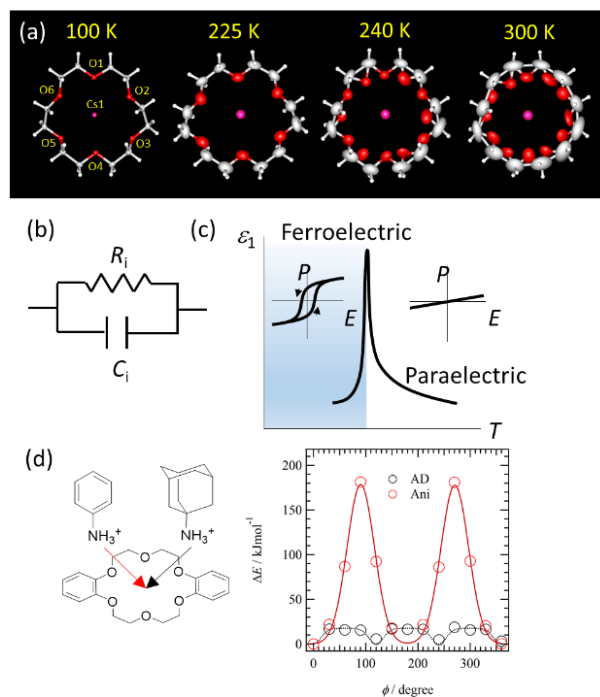 (a) 100 K 225 K 240 K 300 K
O1
O6 O2
Cs1
O5 O3
O4
(b)
Ri
Ci
(c)
ε1 Ferroelectric
P P
E E
Paraelectric
T
(d)
NH3+ NH3+
O
O O
O O
O
ΔE / kJmol-1
200
150
100
50
0
AD
Ani
0 100 200 300
ϕ / degree